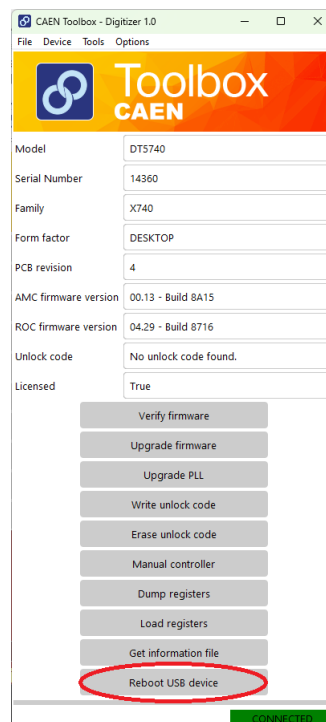 CAEN Toolbox - Digitizer 1.0
File Device Tools Options
Toolbox
CAEN
Model DT5740
Serial Number 14360
Family X740
Form factor DESKTOP
PCB revision 4
AMC firmware version 00.13 - Build 8A15
ROC firmware version 04.29 - Build 8716
Unlock code No unlock code found.
Licensed True
Verify firmware
Upgrade firmware
Upgrade PLL
Write unlock code
Erase unlock code
Manual controller
Dump registers
Load registers
Get information file
Reboot USB device
CONNECTED